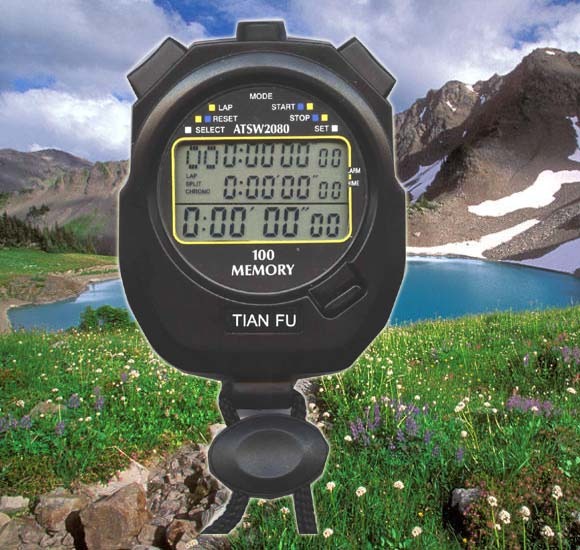 MODE
LAP START
RESET STOP
SELECT ATSW2080 SET
00 0:00'00 00
LAP
SPLIT
CHRONO
0:00'00" 00
0:00' 00" 00
100
MEMORY
TIAN FU